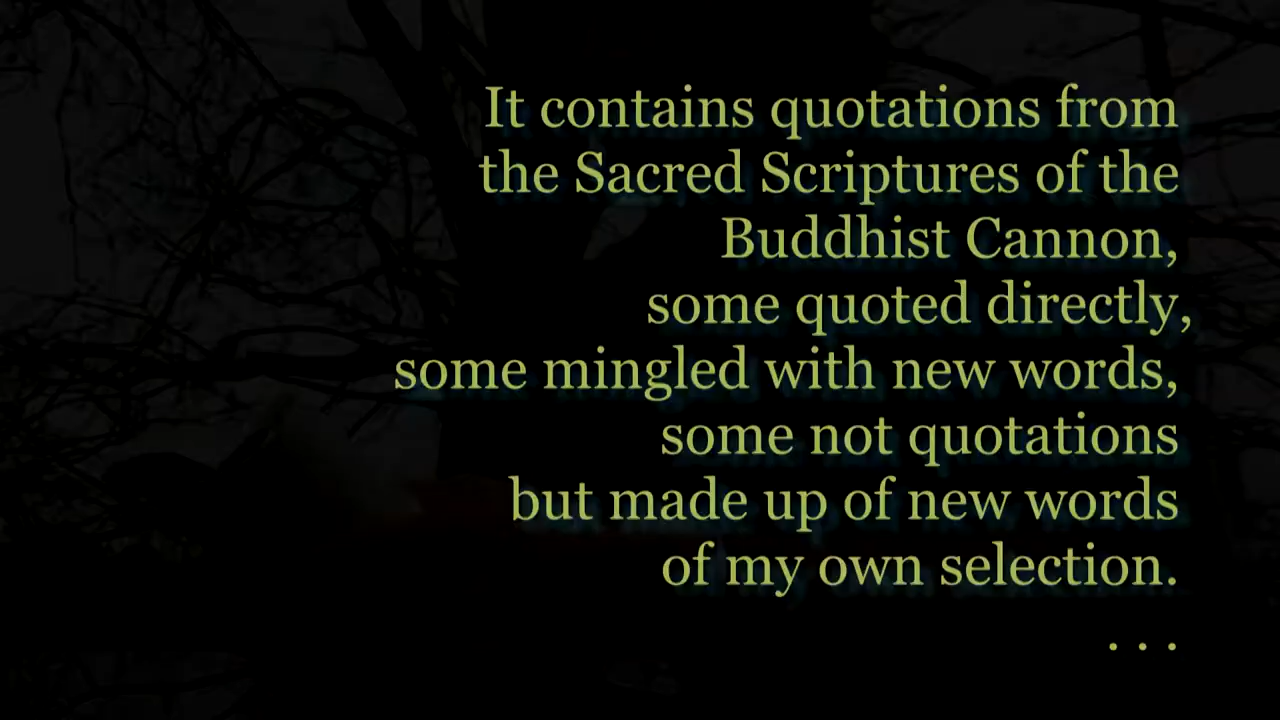 It contains quotations from
the Sacred Scriptures of the
Buddhist Cannon,
some quoted directly,
some mingled with new words,
some not quotations
but made up of new words
of my own selection.
. . .